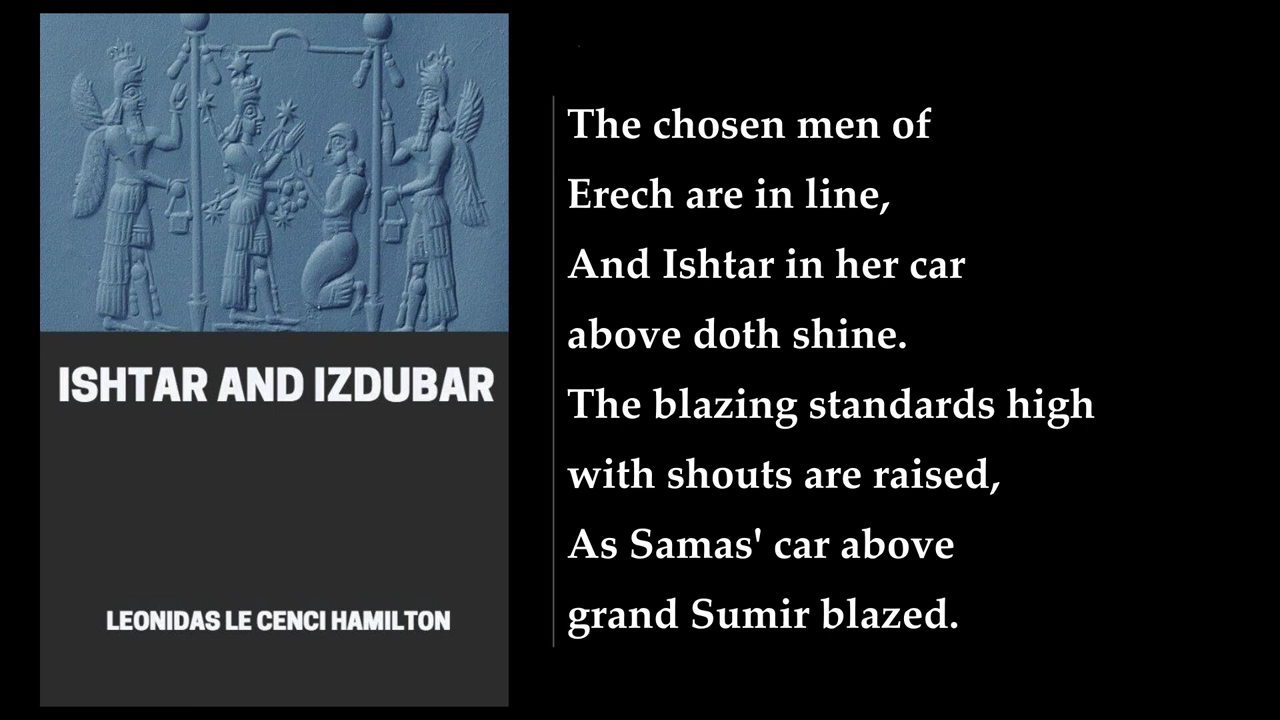 ISHTAR AND IZDUBAR
LEONIDAS LE CENCI HAMILTON
The chosen men of
Erech are in line,
And Ishtar in her car
above doth shine.
The blazing standards high
with shouts are raised,
As Samas' car above
grand Sumir blazed.